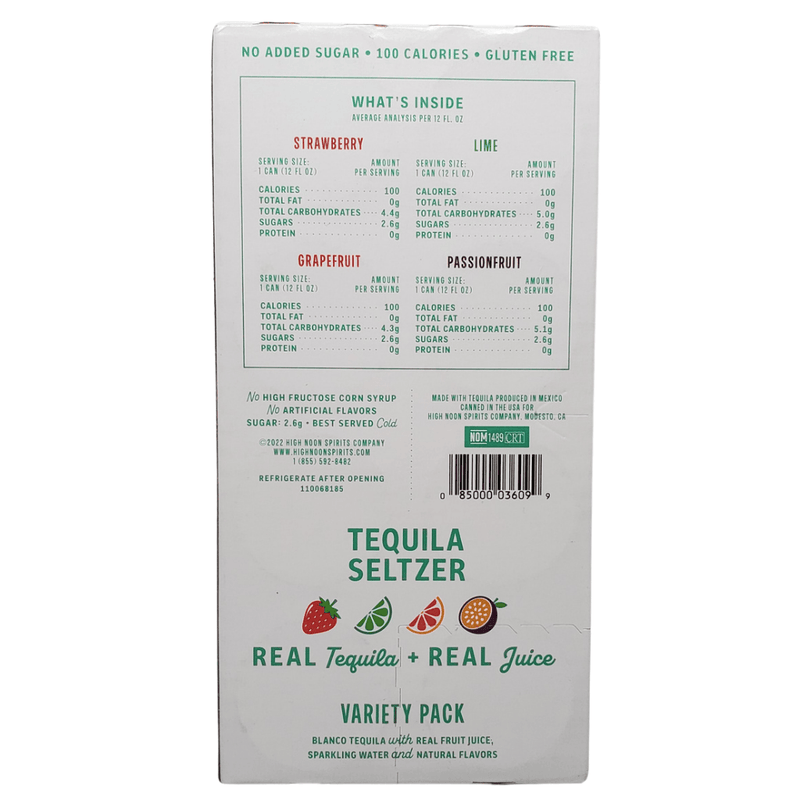 NO ADDED SUGAR • 100 CALORIES • GLUTEN FREE
WHAT'S INSIDE
AVERAGE ANALYSIS PER 12 FL. OZ
STRAWBERRY
SERVING SIZE: AMOUNT
1 CAN (12 FL OZ) PER SERVING
CALORIES 100
TOTAL FAT 0g
TOTAL CARBOHYDRATES 4.4g
SUGARS 2.6g
PROTEIN 0g
LIME
SERVING SIZE: AMOUNT
1 CAN (12 FL OZ) PER SERVING
CALORIES 100
TOTAL FAT 0g
TOTAL CARBOHYDRATES 5.0g
SUGARS 2.6g
PROTEIN 0g
GRAPEFRUIT
SERVING SIZE: AMOUNT
1 CAN (12 FL OZ) PER SERVING
CALORIES 100
TOTAL FAT 0g
TOTAL CARBOHYDRATES 4.3g
SUGARS 2.6g
PROTEIN 0g
PASSIONFRUIT
SERVING SIZE: AMOUNT
1 CAN (12 FL OZ) PER SERVING
CALORIES 100
TOTAL FAT 0g
TOTAL CARBOHYDRATES 5.1g
SUGARS 2.6g
PROTEIN 0g
No HIGH FRUCTOSE CORN SYRUP
No ARTIFICIAL FLAVORS
SUGAR: 2.6g • BEST SERVED Cold
©2022 HIGH NOON SPIRITS COMPANY
WWW.HIGHNOONSPIRITS.COM
1 (855) 592-8482
REFRIGERATE AFTER OPENING
110068185
MADE WITH TEQUILA PRODUCED IN MEXICO
CANNED IN THE USA FOR
HIGH NOON SPIRITS COMPANY, MODESTO, CA
NOM 1489 CRT
0 85000 03609 9
TEQUILA
SELTZER
REAL Tequila + REAL Juice
VARIETY PACK
BLANCO TEQUILA with REAL FRUIT JUICE,
SPARKLING WATER and NATURAL FLAVORS